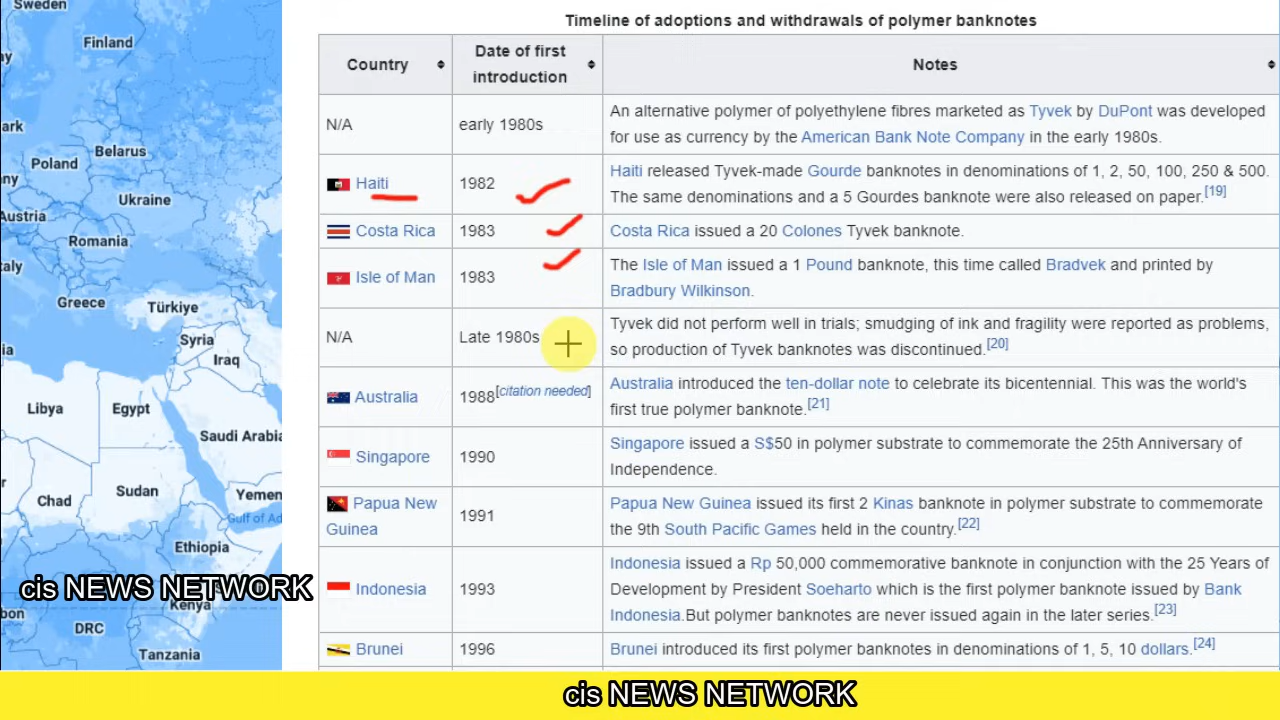 Sweden
Finland
ark
Belarus
Poland
ny
Ukraine
Austria
Romania
taly
Greece
Türkiye
Syria
ia
Iraq
Libya
Egypt
Saudi Arabia
Chad
Sudan
Yemen
Gulf of Ad
Ethiopia
cis NEWS NETWORK
Kenya
bon
DRC
Tanzania
Timeline of adoptions and withdrawals of polymer banknotes
Country
Date of first
introduction
Notes
N/A
early 1980s
An alternative polymer of polyethylene fibres marketed as Tyvek by DuPont was developed
for use as currency by the American Bank Note Company in the early 1980s.
Haiti
1982
Haiti released Tyvek-made Gourde banknotes in denominations of 1, 2, 50, 100, 250 & 500.
The same denominations and a 5 Gourdes banknote were also released on paper.[19]
Costa Rica
1983
Costa Rica issued a 20 Colones Tyvek banknote.
Isle of Man
1983
The Isle of Man issued a 1 Pound banknote, this time called Bradvek and printed by
Bradbury Wilkinson.
N/A
Late 1980s
Tyvek did not perform well in trials; smudging of ink and fragility were reported as problems,
so production of Tyvek banknotes was discontinued.[20]
Australia
1988[citation needed]
Australia introduced the ten-dollar note to celebrate its bicentennial. This was the world's
first true polymer banknote.[21]
Singapore
1990
Singapore issued a S$50 in polymer substrate to commemorate the 25th Anniversary of
Independence.
Papua New
Guinea
1991
Papua New Guinea issued its first 2 Kinas banknote in polymer substrate to commemorate
the 9th South Pacific Games held in the country.[22]
Indonesia
1993
Indonesia issued a Rp 50,000 commemorative banknote in conjunction with the 25 Years of
Development by President Soeharto which is the first polymer banknote issued by Bank
Indonesia.But polymer banknotes are never issued again in the later series.[23]
Brunei
1996
Brunei introduced its first polymer banknotes in denominations of 1, 5, 10 dollars.[24]
cis NEWS NETWORK